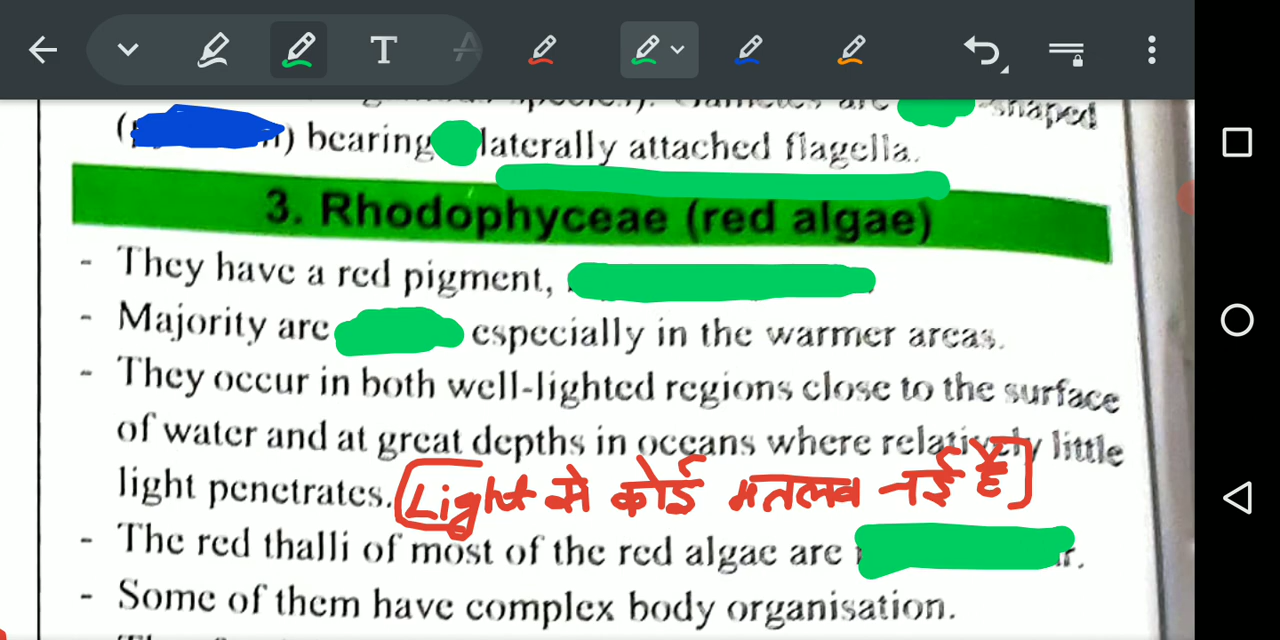 T
are -shaped
( ) bearing laterally attached flagella.
3. Rhodophyceae (red algae)
- They have a red pigment,
- Majority are especially in the warmer areas.
- They occur in both well-lighted regions close to the surface
of water and at great depths in oceans where relatively little
light penetrates. [Light से कोई मतलब नई है]
- The red thalli of most of the red algae are r.
- Some of them have complex body organisation.